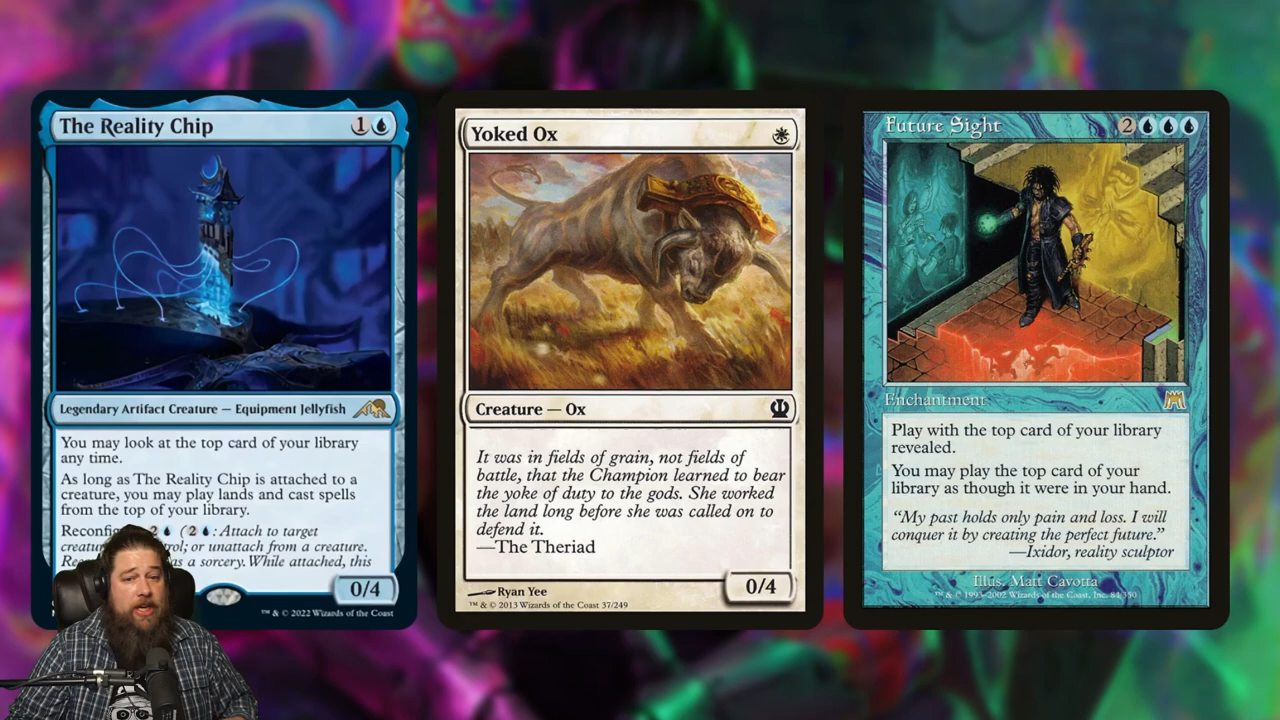 The Reality Chip 1
Legendary Artifact Creature — Equipment Jellyfish
You may look at the top card of your library
any time.
As long as The Reality Chip is attached to a
creature, you may play lands and cast spells
from the top of your library.
2 ( 2 : Attach to target
or unattach from a creature.
as a sorcery. While attached, this
0/4
™ & © 2022 Wizards of the Coast
Yoked Ox
Creature — Ox
It was in fields of grain, not fields of
battle, that the Champion learned to bear
the yoke of duty to the gods. She worked
the land long before she was called on to
defend it.
—The Theriad
0/4
Ryan Yee
™ & © 2013 Wizards of the Coast 37/249
Future Sight 2
Enchantment
Play with the top card of your library
revealed.
You may play the top card of your
library as though it were in your hand.
“My past holds only pain and loss. I will
conquer it by creating the perfect future.”
—Ixidor, reality sculptor
Illus. Matt Cavotta
™ & © 1993–2002 Wizards of the Coast, Inc. 84/350